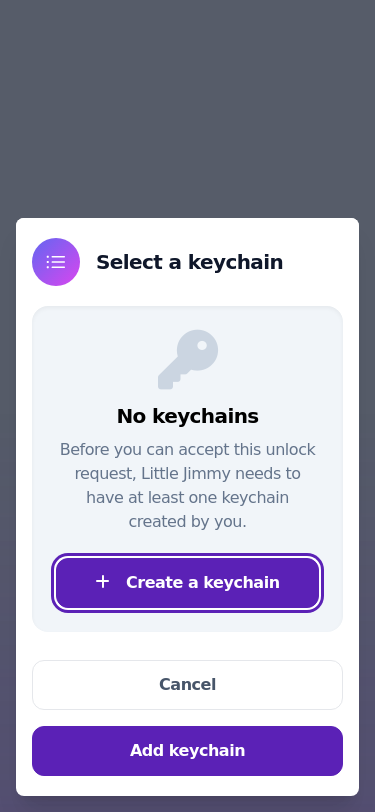 Select a keychain
No keychains
Before you can accept this unlock
request, Little Jimmy needs to
have at least one keychain
created by you.
+ Create a keychain
Cancel
Add keychain